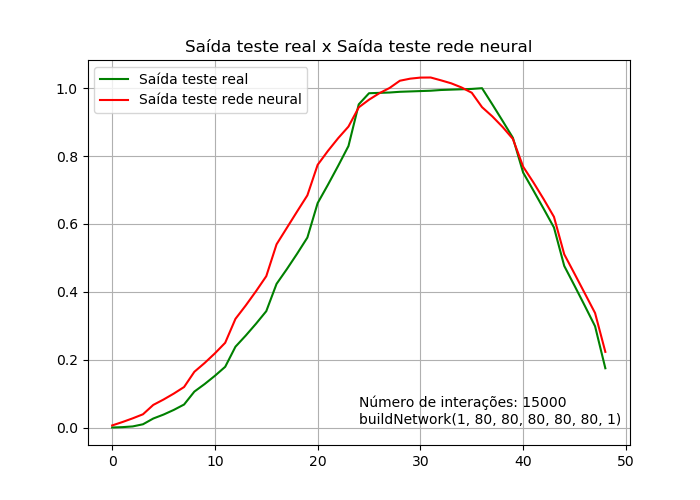 Saída teste real x Saída teste rede neural
Saída teste real
Saída teste rede neural
1.0
0.8
0.6
0.4
0.2
0.0
Número de interações: 15000
buildNetwork(1, 80, 80, 80, 80, 80, 1)
0 10 20 30 40 50